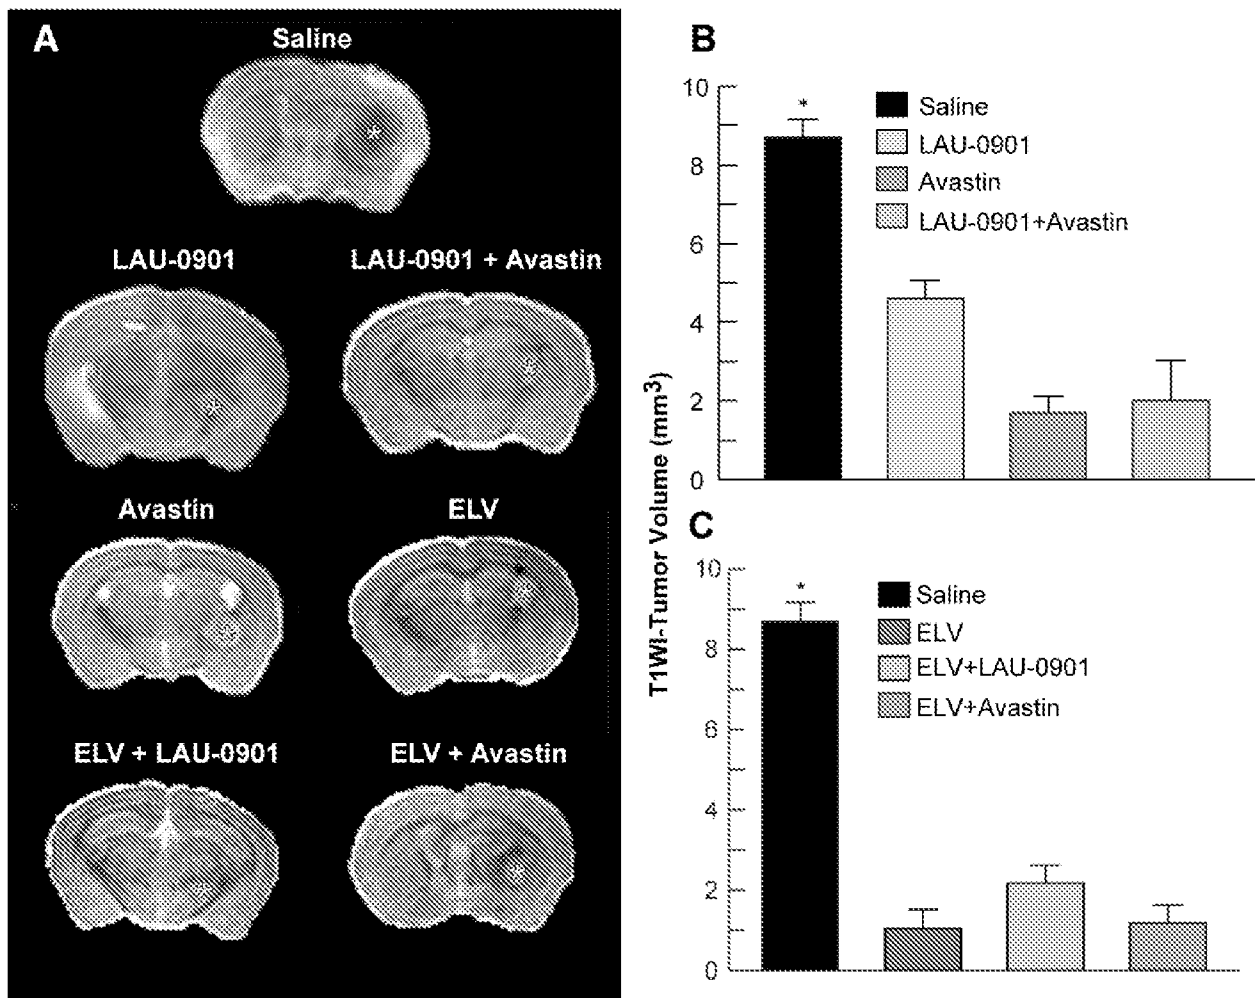 A
Saline
LAU-0901
LAU-0901 + Avastin
Avastin
ELV
ELV + LAU-0901
ELV + Avastin
T1WI-Tumor Volume (mm3)
B
10
8
6
4
2
0
*
Saline
LAU-0901
Avastin
LAU-0901+Avastin
C
10
8
6
4
2
0
*
Saline
ELV
ELV+LAU-0901
ELV+Avastin